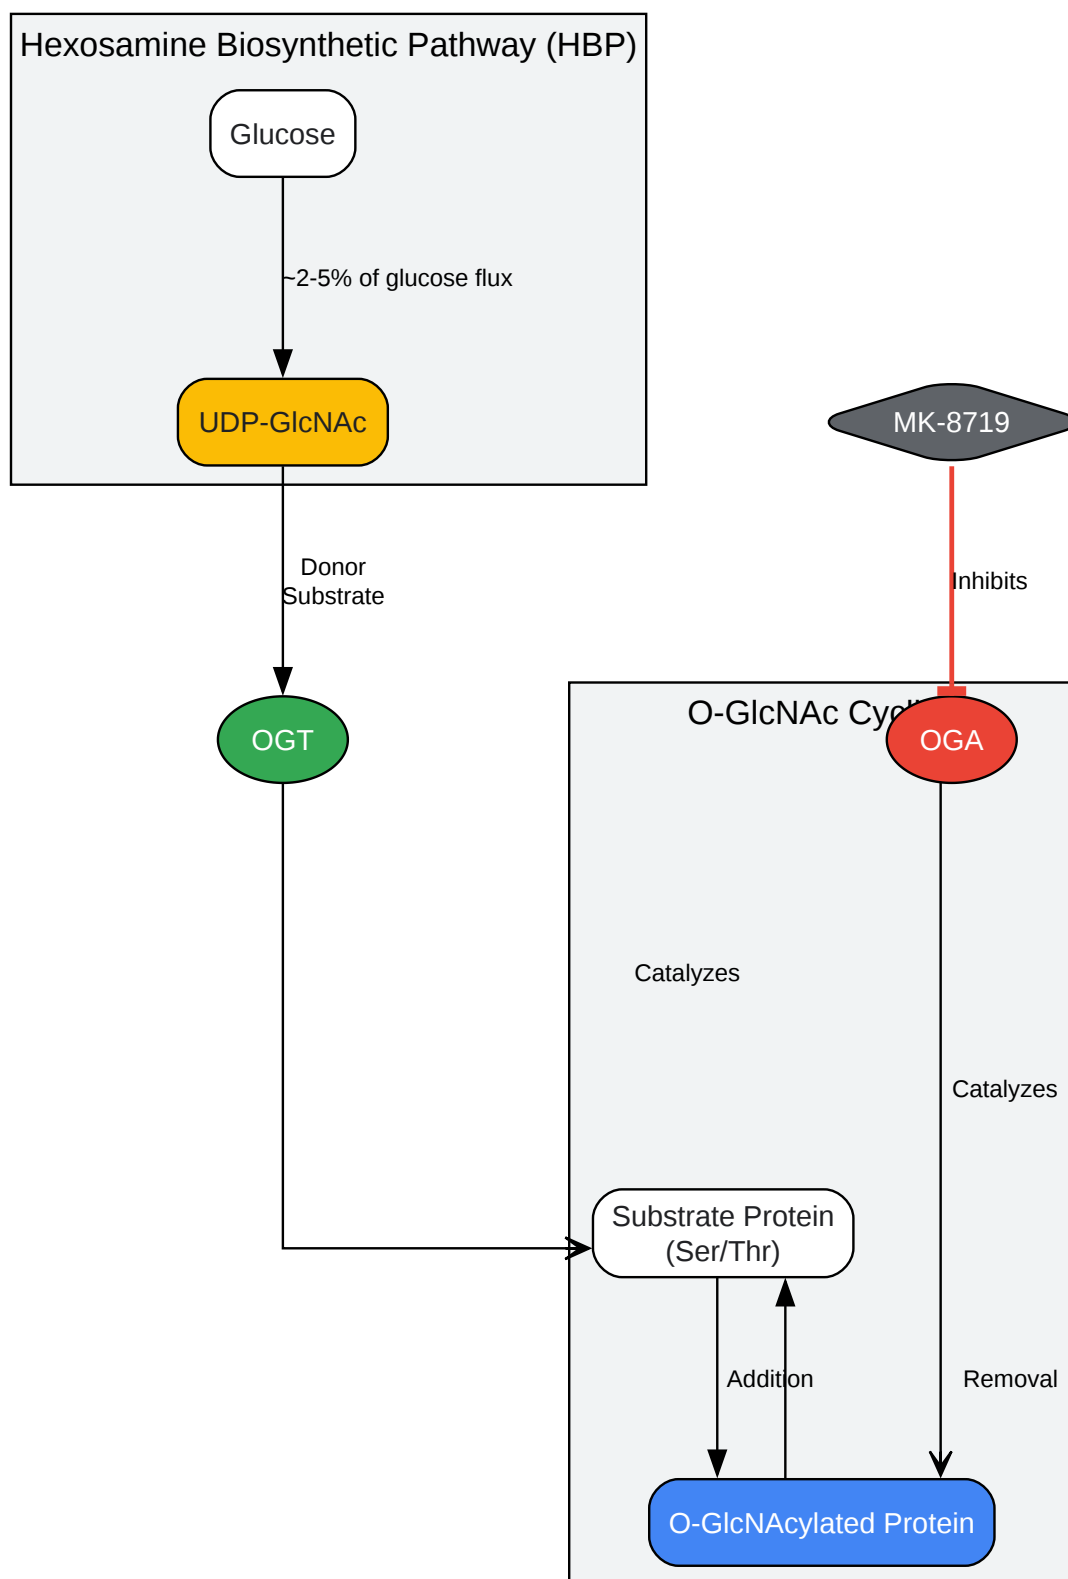 Hexosamine Biosynthetic Pathway (HBP)
Glucose
~2-5% of glucose flux
UDP-GlcNAc
MK-8719
Donor
Substrate
Inhibits
O-GlcNAc
OGT
OGA
Catalyzes
Catalyzes
Substrate Protein
(Ser/Thr)
Addition
Removal
O-GlcNAcylated Protein